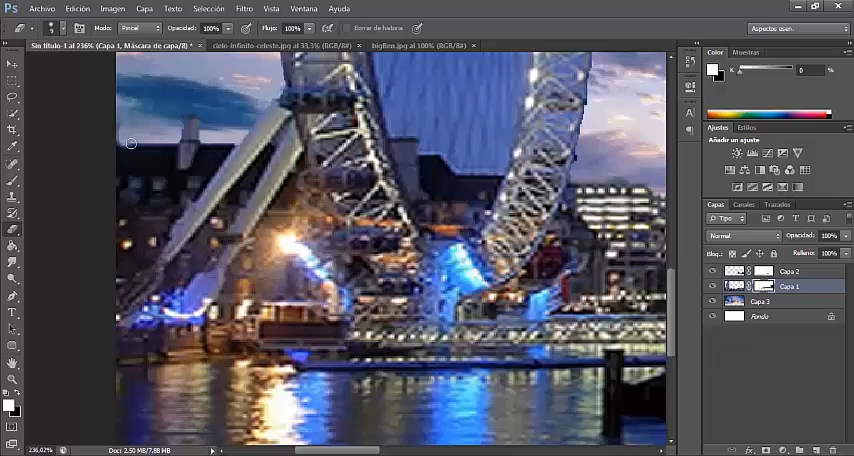 Ps Archivo Edición Imagen Capa Texto Selección Filtro Vista Ventana Ayuda
Modo: Pincel Opacidad: 100% Flujo: 100% Borrar de historia Aspectos esen.
Sin título-1 al 236% (Capa 1, Máscara de capa/8) * × cielo-infinito-celeste.jpg al 33,3% (RGB/8#) × bigBen.jpg al 100% (RGB/8#) ×
Color Muestras
K 0 %
Ajustes Estilos
Añadir un ajuste
Capas Canales Trazados
Tipo
Normal Opacidad: 100%
Bloq.: Relleno: 100%
Capa 2
Capa 1
Capa 3
Fondo
236,02% Doc: 2,50 MB/7,88 MB